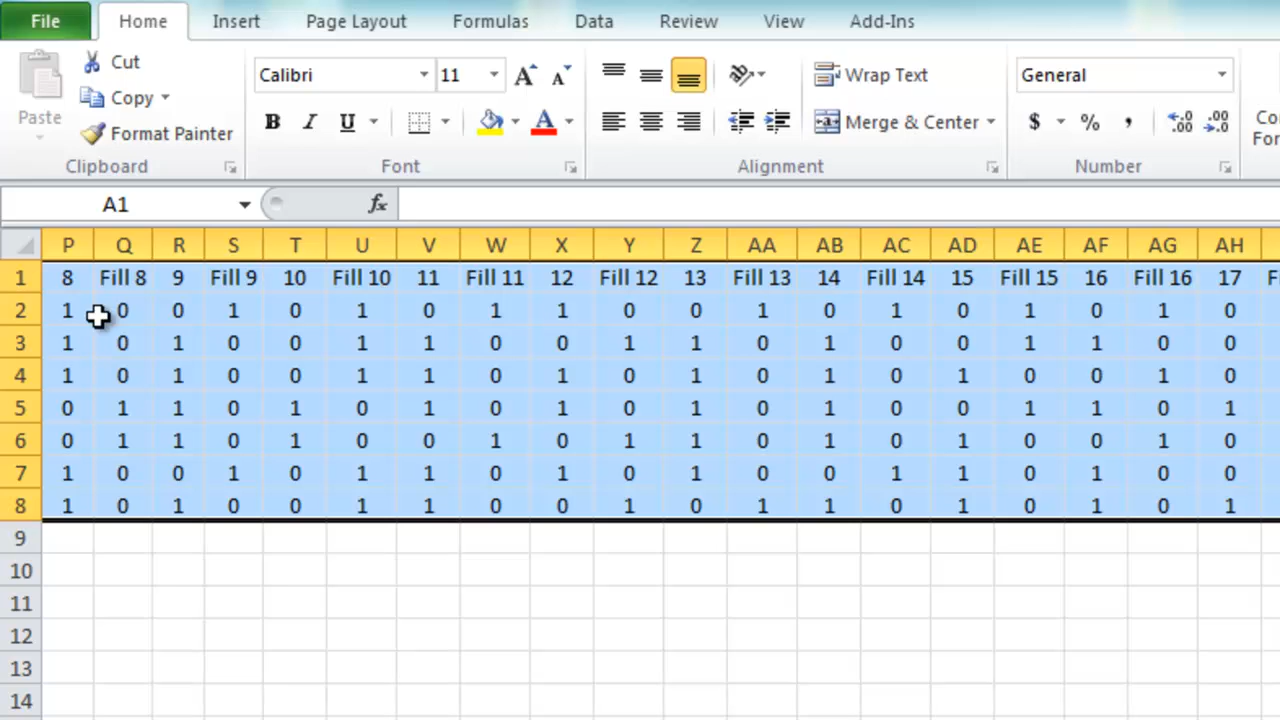 File Home Insert Page Layout Formulas Data Review View Add-Ins
Paste Cut Calibri 11 A A Wrap Text General
Copy B I U A Merge & Center $ % , .00 .00
Format Painter
Clipboard Font Alignment Number
A1 fx
P Q R S T U V W X Y Z AA AB AC AD AE AF AG AH
1 8 Fill 8 9 Fill 9 10 Fill 10 11 Fill 11 12 Fill 12 13 Fill 13 14 Fill 14 15 Fill 15 16 Fill 16 17
2 1 0 0 1 0 1 0 1 1 0 0 1 0 1 0 1 0 1 0
3 1 0 1 0 0 1 1 0 0 1 1 0 1 0 0 1 1 0 0
4 1 0 1 0 0 1 1 0 1 0 1 0 1 0 1 0 0 1 0
5 0 1 1 0 1 0 1 0 1 0 1 0 1 0 0 1 1 0 1
6 0 1 1 0 1 0 0 1 0 1 1 0 1 0 1 0 0 1 0
7 1 0 0 1 0 1 1 0 1 0 1 0 0 1 1 0 1 0 0
8 1 0 1 0 0 1 1 0 0 1 0 1 1 0 1 0 1 0 1
9
10
11
12
13
14